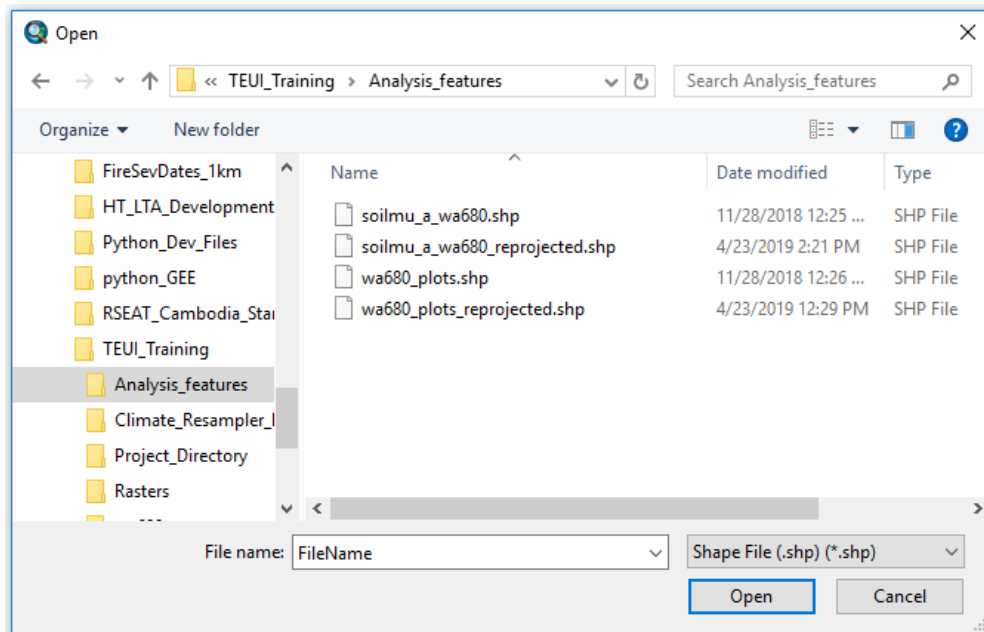 Open
« TEUI_Training > Analysis_features
Search Analysis_features
Organize
New folder
Name
Date modified
Type
FireSevDates_1km
HT_LTA_Development
Python_Dev_Files
python_GEE
RSEAT_Cambodia_Sta
TEUI_Training
Analysis_features
Climate_Resampler_
Project_Directory
Rasters
soilmu_a_wa680.shp 11/28/2018 12:25 ... SHP File
soilmu_a_wa680_reprojected.shp 4/23/2019 2:21 PM SHP File
wa680_plots.shp 11/28/2018 12:26 ... SHP File
wa680_plots_reprojected.shp 4/23/2019 12:29 PM SHP File
File name: FileName
Shape File (.shp) (*.shp)
Open
Cancel